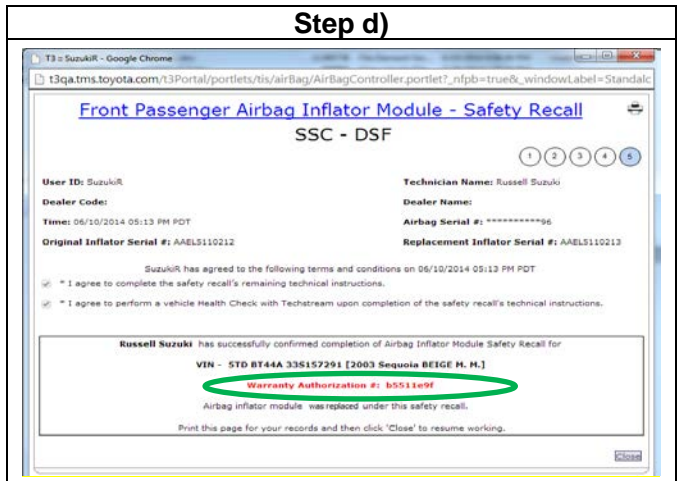 Step d)
T3 :: SuzukiR - Google Chrome
t3qa.tms.toyota.com/t3Portal/portlets/tis/airBag/AirBagController.portlet?_nfpb=true&_windowLabel=Standalc
Front Passenger Airbag Inflator Module - Safety Recall
SSC - DSF
1 2 3 4 5
User ID: SuzukiR Technician Name: Russell Suzuki
Dealer Code: Dealer Name:
Time: 06/10/2014 05:13 PM PDT Airbag Serial #: **********96
Original Inflator Serial #: AAEL5110212 Replacement Inflator Serial #: AAEL5110213
SuzukiR has agreed to the following terms and conditions on 06/10/2014 05:13 PM PDT
* I agree to complete the safety recall's remaining technical instructions.
* I agree to perform a vehicle Health Check with Techstream upon completion of the safety recall's technical instructions.
Russell Suzuki has successfully confirmed completion of Airbag Inflator Module Safety Recall for
VIN - 5TD BT44A 33S157291 [2003 Sequoia BEIGE M. M.]
Warranty Authorization #: b5511e9f
Airbag inflator module was replaced under this safety recall.
Print this page for your records and then click 'Close' to resume working.
Close